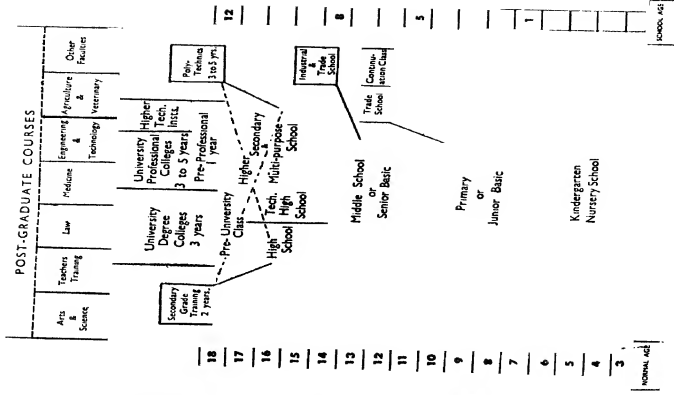 POST-GRADUATE COURSES
Arts
&
Science
Teachers
Training
Law
Medicine
Engineering
&
Technology
Agriculture
&
Veterinary
Other
Faculties
Secondary
Grade
Training
2 years.
University
Degree
Colleges
3 years
University
Professional
Colleges
3 to 5 years
Pre-Professional
1 year
Higher
Tech.
Insts.
Poly-
Technics
3 to 5 yrs.
Pre-University
Class
High
School
Tech.
High
School
Higher
Secondary
&
Multi-purpose
School
Industrial
&
Trade
School
Middle School
or
Senior Basic
Trade
School
Continu-
ation Class
Primary
or
Junior Basic
Kindergarten
Nursery School
18
17
16
15
14
13
12
11
10
9
8
7
6
5
4
3
NORMAL AGE
12
8
5
1
SCHOOL AGE